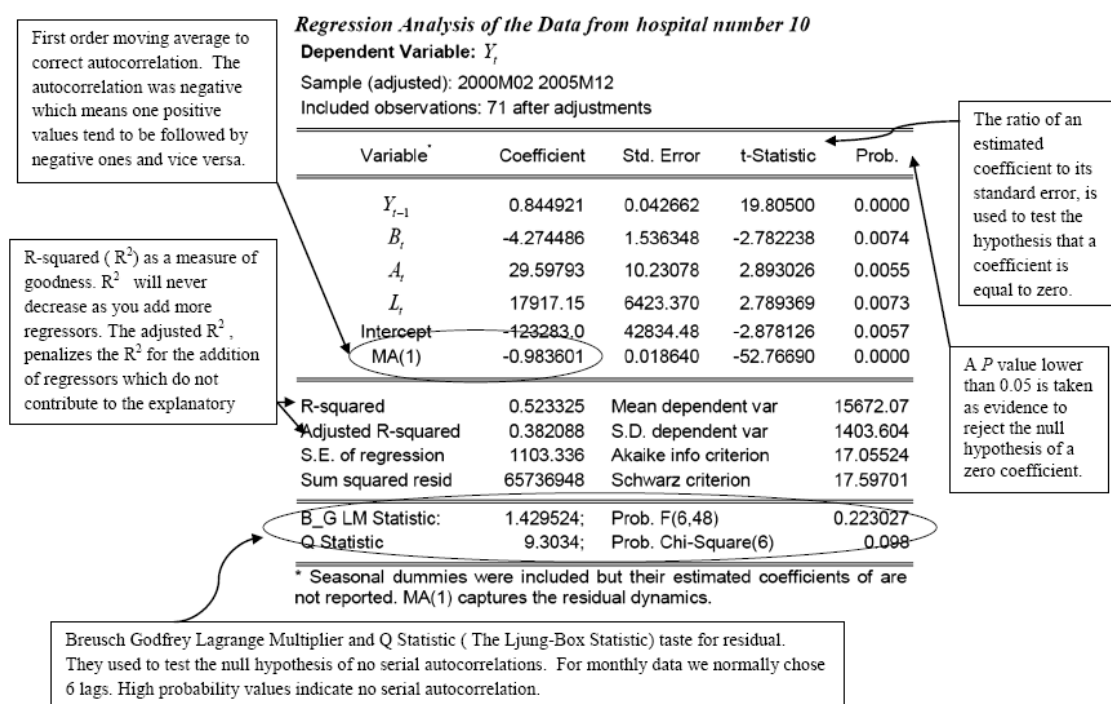 Regression Analysis of the Data from hospital number 10
Dependent Variable: Y_t
Sample (adjusted): 2000M02 2005M12
Included observations: 71 after adjustments
First order moving average to
correct autocorrelation. The
autocorrelation was negative
which means one positive
values tend to be followed by
negative ones and vice versa.
The ratio of an
estimated
coefficient to its
standard error, is
used to test the
hypothesis that a
coefficient is
equal to zero.
Variable* Coefficient Std. Error t-Statistic Prob.
Y_{t-1} 0.844921 0.042662 19.80500 0.0000
B_t -4.274486 1.536348 -2.782238 0.0074
A_t 29.59793 10.23078 2.893026 0.0055
L_t 17917.15 6423.370 2.789369 0.0073
Intercept -123283.0 42834.48 -2.878126 0.0057
MA(1) -0.983601 0.018640 -52.76690 0.0000
R-squared ( R²) as a measure of
goodness. R² will never
decrease as you add more
regressors. The adjusted R² ,
penalizes the R² for the addition
of regressors which do not
contribute to the explanatory
A P value lower
than 0.05 is taken
as evidence to
reject the null
hypothesis of a
zero coefficient.
R-squared 0.523325 Mean dependent var 15672.07
Adjusted R-squared 0.382088 S.D. dependent var 1403.604
S.E. of regression 1103.336 Akaike info criterion 17.05524
Sum squared resid 65736948 Schwarz criterion 17.59701
B_G LM Statistic: 1.429524; Prob. F(6,48) 0.223027
Q Statistic 9.3034; Prob. Chi-Square(6) 0.098
* Seasonal dummies were included but their estimated coefficients of are
not reported. MA(1) captures the residual dynamics.
Breusch Godfrey Lagrange Multiplier and Q Statistic ( The Ljung-Box Statistic) taste for residual.
They used to test the null hypothesis of no serial autocorrelations. For monthly data we normally chose
6 lags. High probability values indicate no serial autocorrelation.